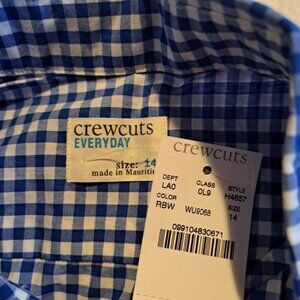 crewcuts
EVERYDAY
size: 14
made in Mauriti
crewcuts
DEPT CLASS STYLE
LA0 0L9 H4657
COLOR SIZE
RBW WU9068 14
099104830671